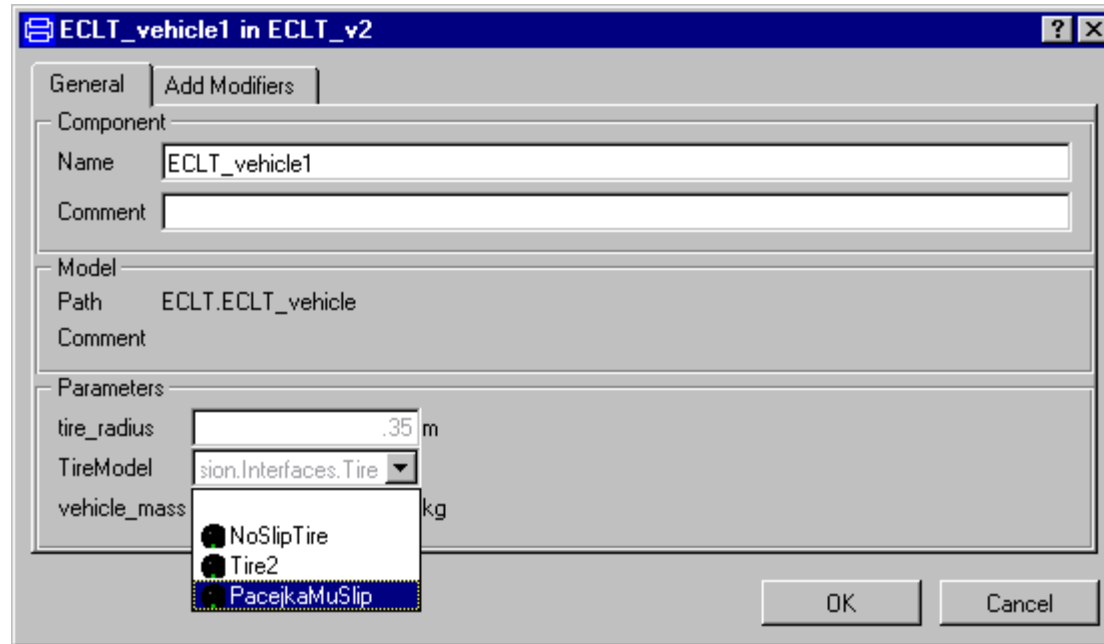 ECLT_vehicle1 in ECLT_v2
General
Add Modifiers
Component
Name ECLT_vehicle1
Comment
Model
Path ECLT.ECLT_vehicle
Comment
Parameters
tire_radius .35 m
TireModel sion.Interfaces.Tire
vehicle_mass kg
NoSlipTire
Tire2
PacejkaMuSlip
OK Cancel